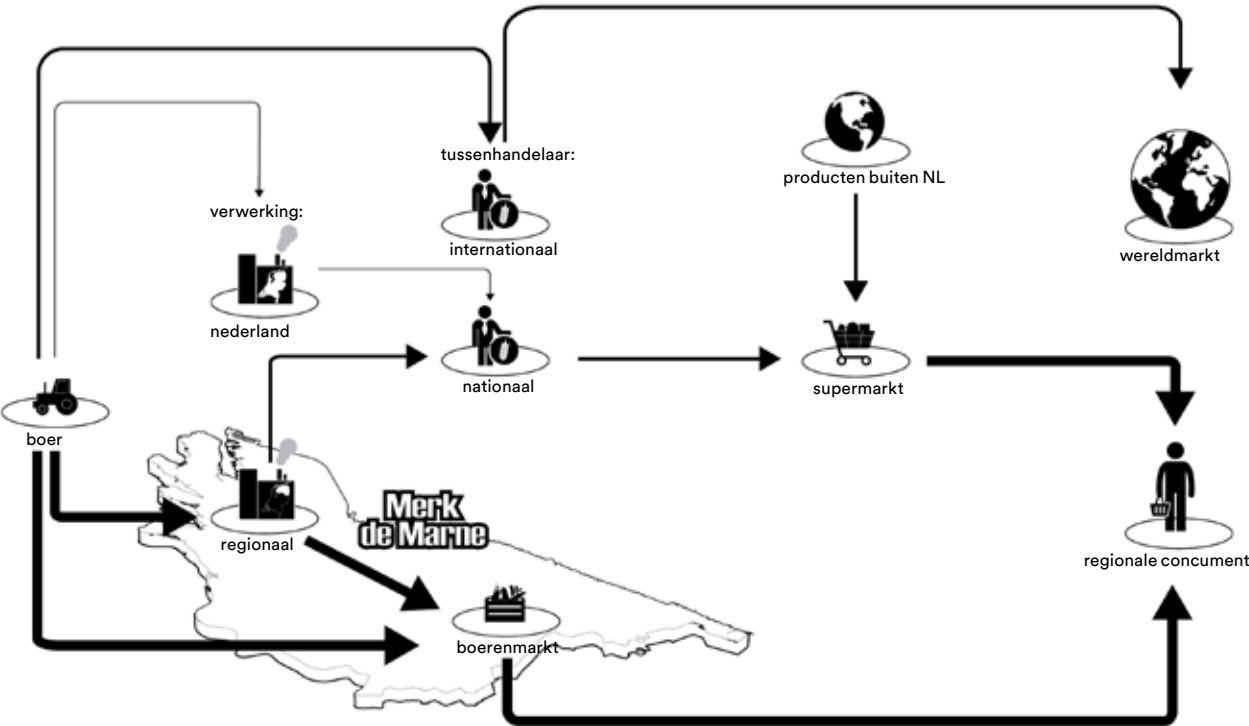 tussenhandelaar:
producten buiten NL
verwerking:
internationaal
wereldmarkt
nederland
nationaal
supermarkt
boer
Merk
de Marne
regionaal
regionale concument
boerenmarkt